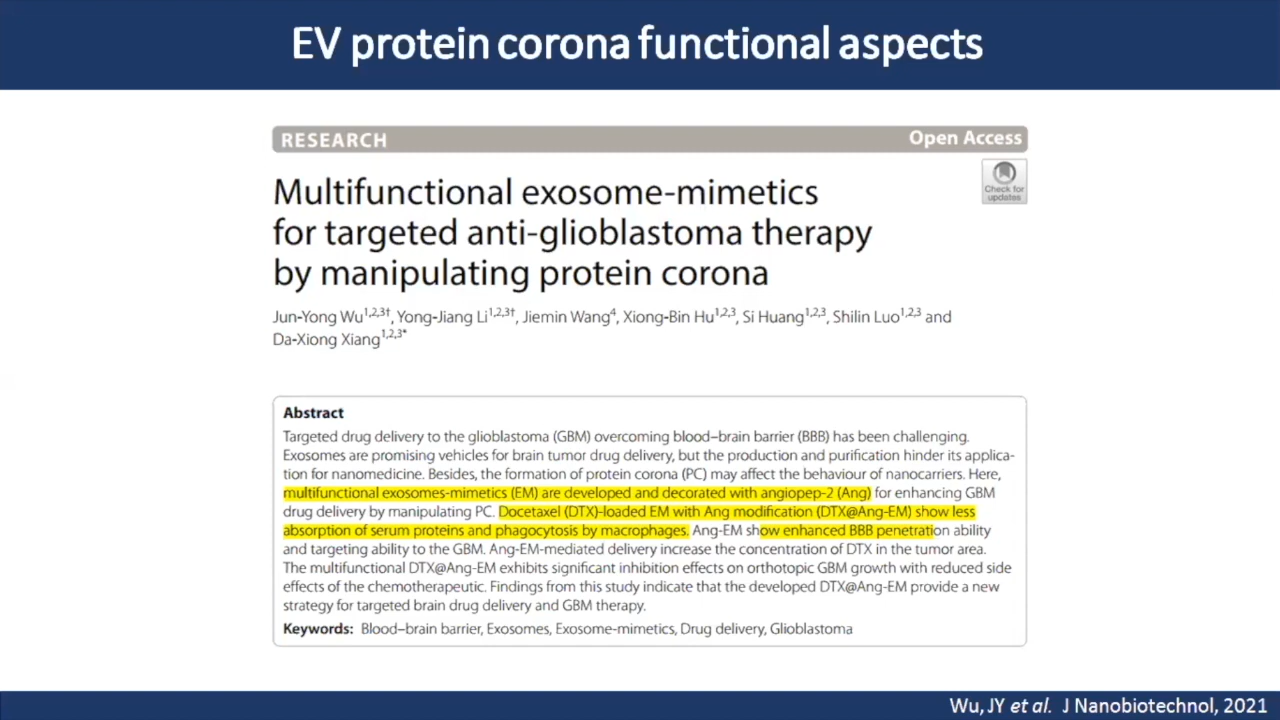 EV protein corona functional aspects
RESEARCH
Open Access
Check for
updates
Multifunctional exosome-mimetics
for targeted anti-glioblastoma therapy
by manipulating protein corona
Jun-Yong Wu1,2,3†, Yong-Jiang Li1,2,3†, Jiemin Wang4, Xiong-Bin Hu1,2,3, Si Huang1,2,3, Shilin Luo1,2,3 and
Da-Xiong Xiang1,2,3*
Abstract
Targeted drug delivery to the glioblastoma (GBM) overcoming blood–brain barrier (BBB) has been challenging.
Exosomes are promising vehicles for brain tumor drug delivery, but the production and purification hinder its applica-
tion for nanomedicine. Besides, the formation of protein corona (PC) may affect the behaviour of nanocarriers. Here,
multifunctional exosomes-mimetics (EM) are developed and decorated with angiopep-2 (Ang) for enhancing GBM
drug delivery by manipulating PC. Docetaxel (DTX)-loaded EM with Ang modification (DTX@Ang-EM) show less
absorption of serum proteins and phagocytosis by macrophages. Ang-EM show enhanced BBB penetration ability
and targeting ability to the GBM. Ang-EM-mediated delivery increase the concentration of DTX in the tumor area.
The multifunctional DTX@Ang-EM exhibits significant inhibition effects on orthotopic GBM growth with reduced side
effects of the chemotherapeutic. Findings from this study indicate that the developed DTX@Ang-EM provide a new
strategy for targeted brain drug delivery and GBM therapy.
Keywords: Blood–brain barrier, Exosomes, Exosome-mimetics, Drug delivery, Glioblastoma
Wu, JY et al. J Nanobiotechnol, 2021